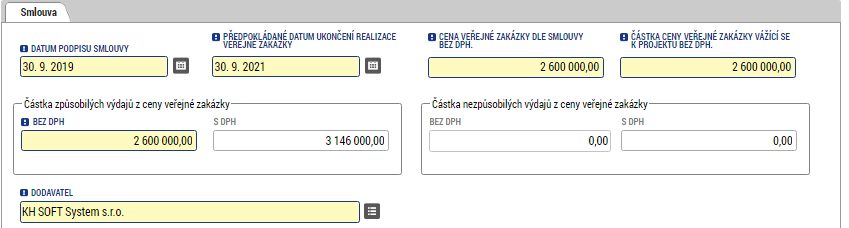 Smlouva
DATUM PODPISU SMLOUVY
PŘEDPOKLÁDANÉ DATUM UKONČENÍ REALIZACE
VEŘEJNÉ ZAKÁZKY
CENA VEŘEJNÉ ZAKÁZKY DLE SMLOUVY
BEZ DPH.
ČÁSTKA CENY VEŘEJNÉ ZAKÁZKY VÁŽÍCÍ SE
K PROJEKTU BEZ DPH.
30. 9. 2019
30. 9. 2021
2 600 000,00
2 600 000,00
Částka způsobilých výdajů z ceny veřejné zakázky
BEZ DPH
S DPH
2 600 000,00
3 146 000,00
Částka nezpůsobilých výdajů z ceny veřejné zakázky
BEZ DPH
S DPH
0,00
0,00
DODAVATEL
KH SOFT System s.r.o.